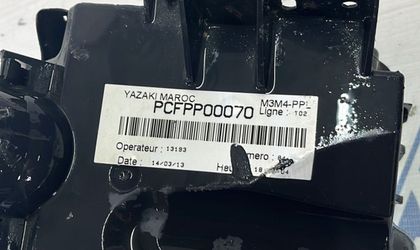 YAZAKI MAROC M3M4-PPL
PCFPP00070 Ligne : 102
Operateur : 13193
Date : 14/03/13